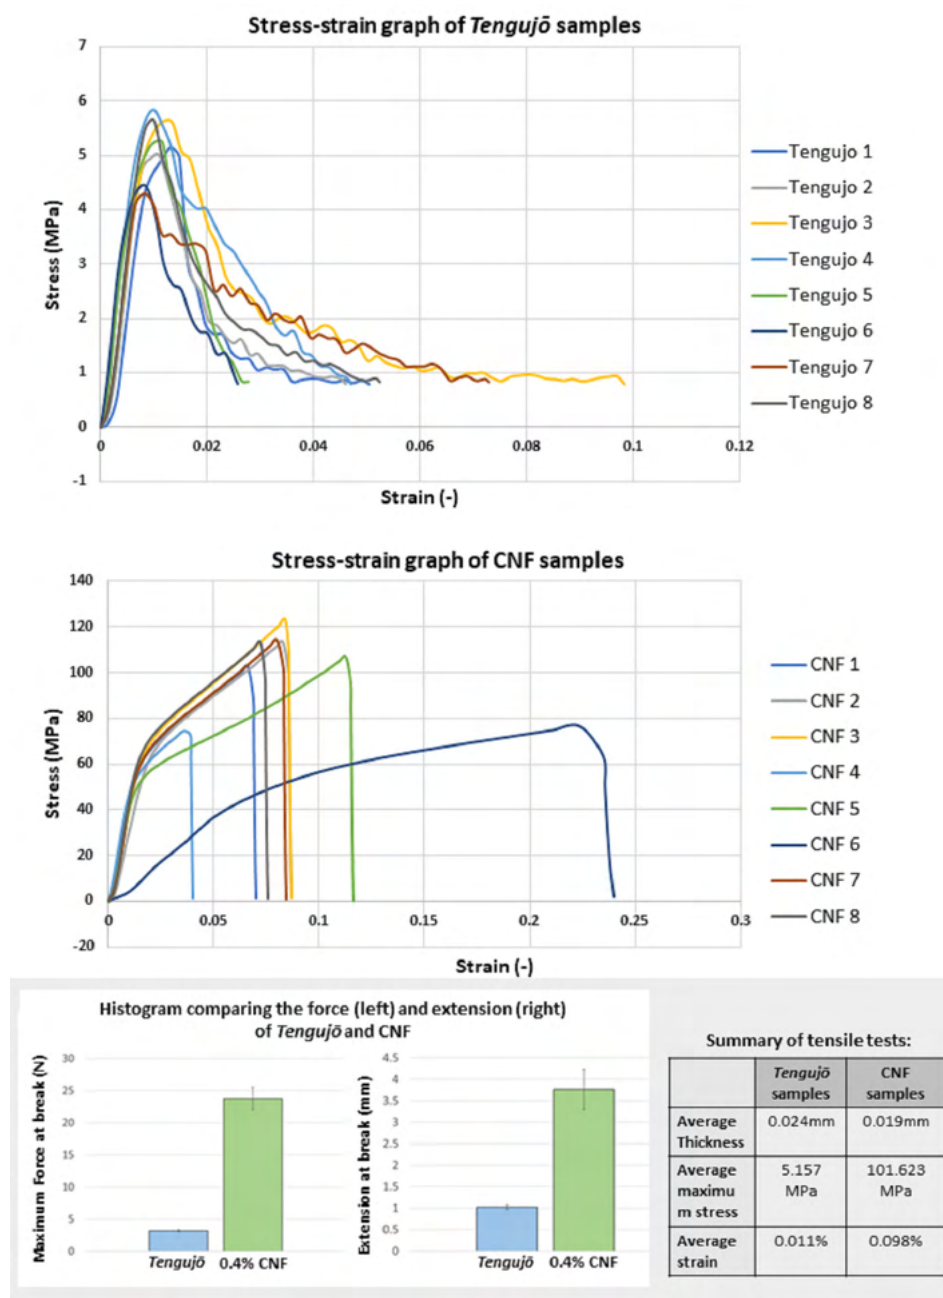 Stress-strain graph of Tengujō samples
7
6
5
4
3
2
1
0
-1
Stress (MPa)
0
0.02
0.04
0.06
0.08
0.1
0.12
Strain (-)
Tengujo 1
Tengujo 2
Tengujo 3
Tengujo 4
Tengujo 5
Tengujo 6
Tengujo 7
Tengujo 8
Stress-strain graph of CNF samples
140
120
100
80
60
40
20
0
-20
Stress (MPa)
0
0.05
0.1
0.15
0.2
0.25
0.3
Strain (-)
CNF 1
CNF 2
CNF 3
CNF 4
CNF 5
CNF 6
CNF 7
CNF 8
Histogram comparing the force (left) and extension (right)
of Tengujō and CNF
Maximum Force at break (N)
30
25
20
15
10
5
0
Tengujō 0.4% CNF
Extension at break (mm)
4.5
4
3.5
3
2.5
2
1.5
1
0.5
0
Tengujō 0.4% CNF
Summary of tensile tests:
Tengujō CNF
samples samples
Average 0.024mm 0.019mm
Thickness
Average 5.157 101.623
maximu MPa MPa
m stress
Average 0.011% 0.098%
strain